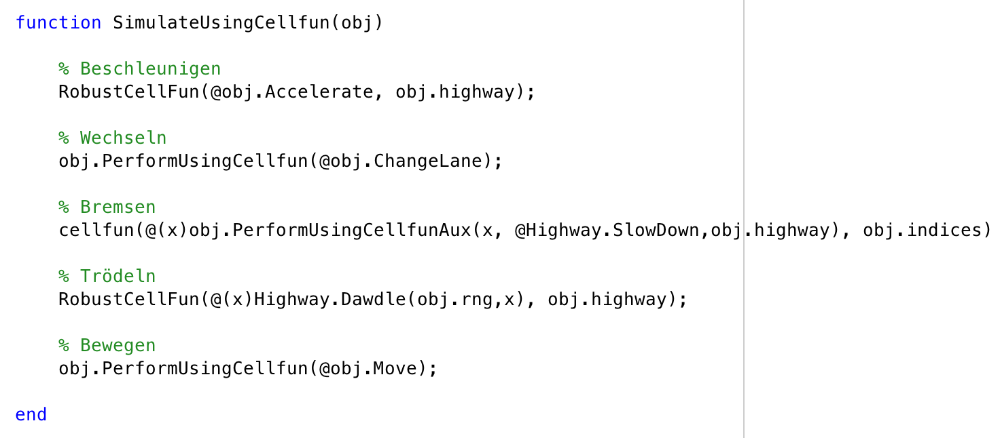 function SimulateUsingCellfun(obj)
% Beschleunigen
RobustCellFun(@obj.Accelerate, obj.highway);
% Wechseln
obj.PerformUsingCellfun(@obj.ChangeLane);
% Bremsen
cellfun(@(x)obj.PerformUsingCellfunAux(x, @Highway.SlowDown,obj.highway), obj.indices)
% Trödeln
RobustCellFun(@(x)Highway.Dawdle(obj.rng,x), obj.highway);
% Bewegen
obj.PerformUsingCellfun(@obj.Move);
end